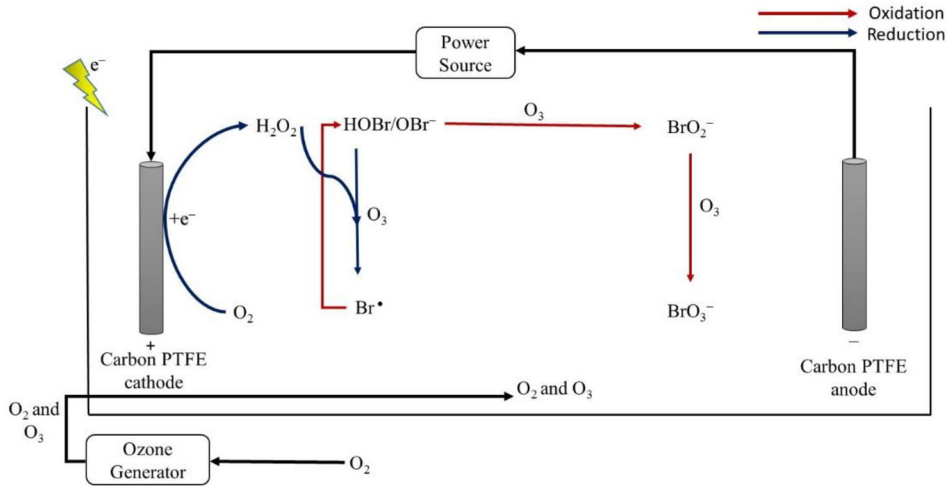 Oxidation
Reduction
Power
Source
e⁻
H₂O₂
HOBr/OBr⁻
O₃
BrO₂⁻
+e⁻
O₃
O₃
O₂
Br•
BrO₃⁻
+
Carbon PTFE
cathode
−
Carbon PTFE
anode
O₂ and O₃
O₂ and
O₃
Ozone
Generator
O₂